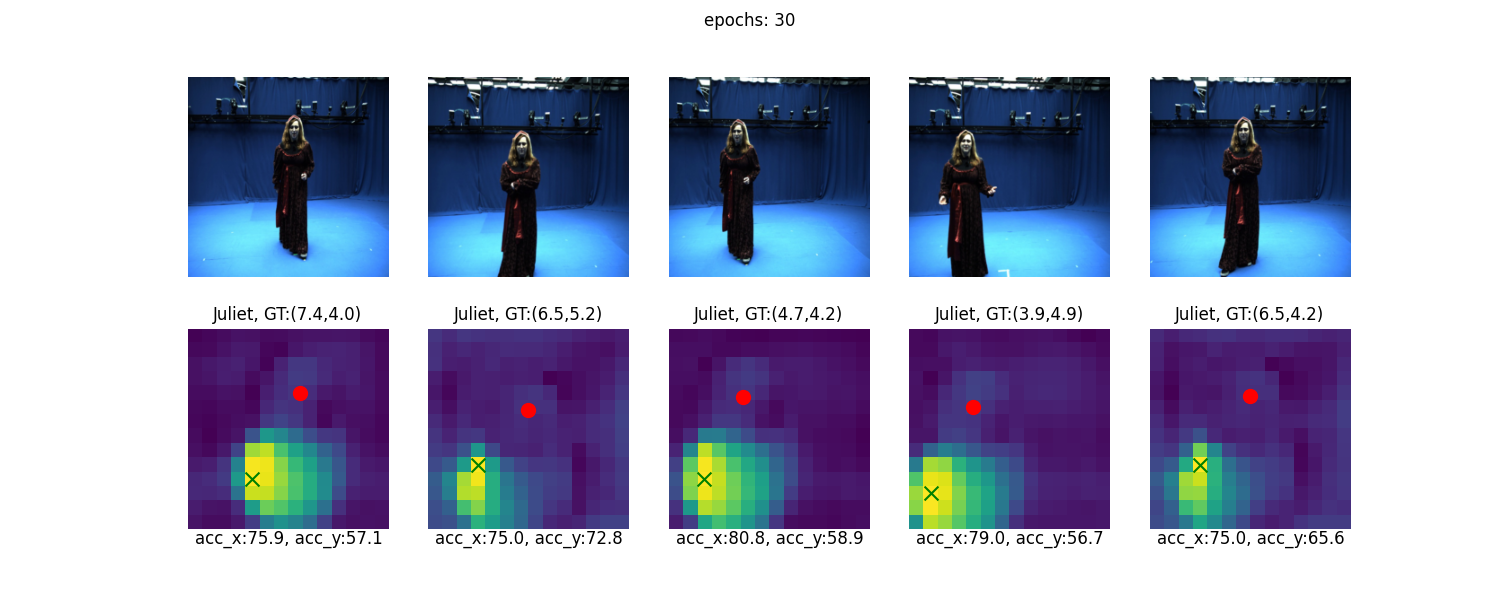 epochs: 30
Juliet, GT:(7.4,4.0)
Juliet, GT:(6.5,5.2)
Juliet, GT:(4.7,4.2)
Juliet, GT:(3.9,4.9)
Juliet, GT:(6.5,4.2)
acc_x:75.9, acc_y:57.1
acc_x:75.0, acc_y:72.8
acc_x:80.8, acc_y:58.9
acc_x:79.0, acc_y:56.7
acc_x:75.0, acc_y:65.6